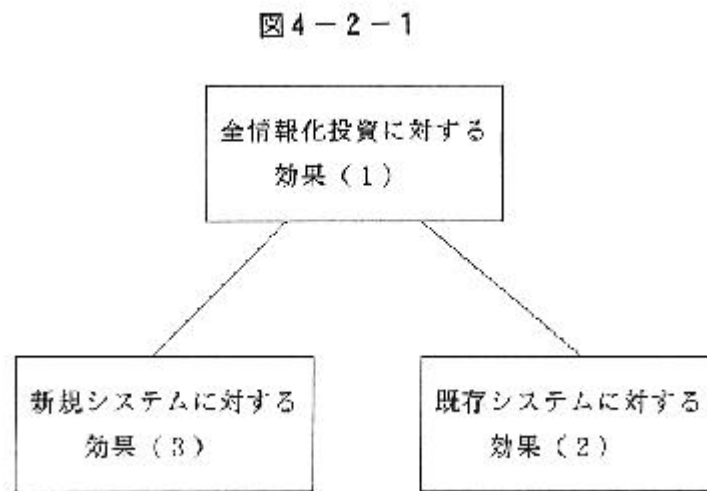 図4－2－1
全情報化投資に対する
効果（1）
新規システムに対する
効果（3）
既存システムに対する
効果（2）